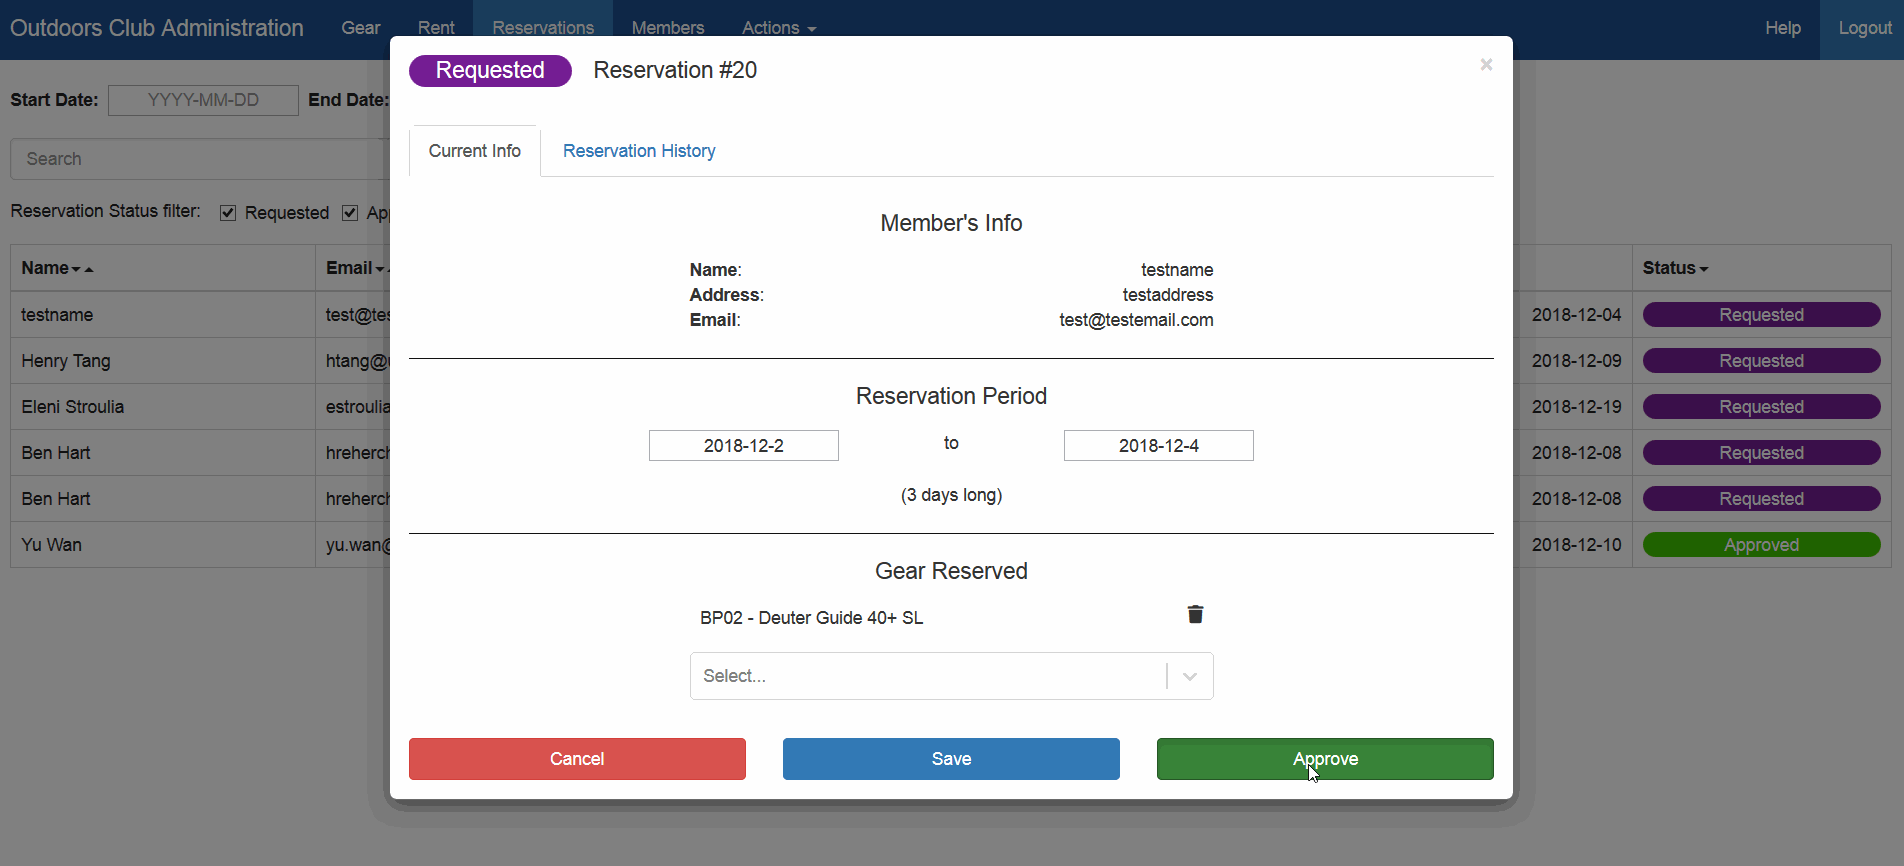 Outdoors Club Administration Gear Rent Reservations Members Actions Help Logout
Requested Reservation #20 ×
Start Date: YYYY-MM-DD End Date:
Current Info Reservation History
Search
Reservation Status filter: Requested
Member's Info
Name Email Status
Name: testname
Address: testaddress
Email: test@testemail.com
testname test@tes 2018-12-04 Requested
Henry Tang htang@ 2018-12-09 Requested
Eleni Stroulia estroulia 2018-12-19 Requested
Ben Hart hreherch 2018-12-08 Requested
Ben Hart hreherch 2018-12-08 Requested
Yu Wan yu.wan@ 2018-12-10 Approved
Reservation Period
2018-12-2 to 2018-12-4
(3 days long)
Gear Reserved
BP02 - Deuter Guide 40+ SL
Select...
Cancel Save Approve